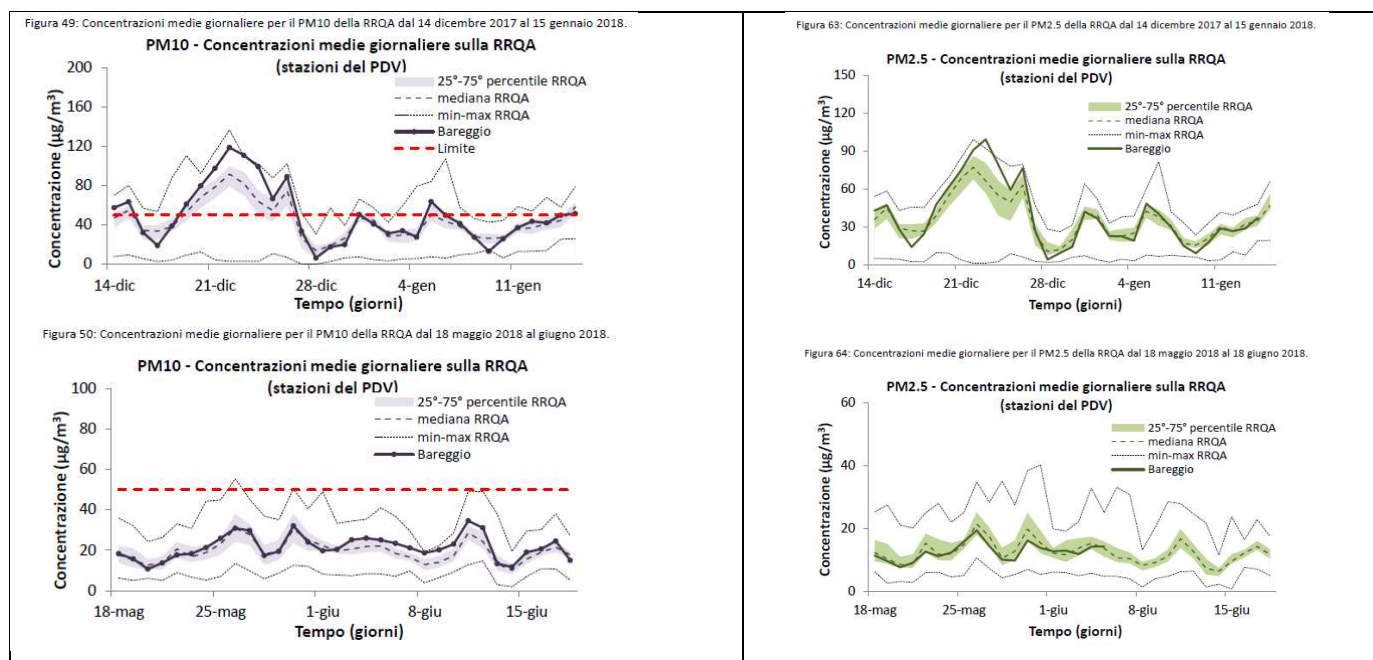 Figura 49: Concentrazioni medie giornaliere per il PM10 della RRQA dal 14 dicembre 2017 al 15 gennaio 2018.
PM10 - Concentrazioni medie giornaliere sulla RRQA
(stazioni del PDV)
Concentrazione (µg/m³)
200
160
120
80
40
0
25°-75° percentile RRQA
mediana RRQA
min-max RRQA
Bareggio
Limite
14-dic
21-dic
28-dic
4-gen
11-gen
Tempo (giorni)
Figura 50: Concentrazioni medie giornaliere per il PM10 della RRQA dal 18 maggio 2018 al giugno 2018.
PM10 - Concentrazioni medie giornaliere sulla RRQA
(stazioni del PDV)
Concentrazione (µg/m³)
100
80
60
40
20
0
25°-75° percentile RRQA
mediana RRQA
min-max RRQA
Bareggio
18-mag
25-mag
1-giu
8-giu
15-giu
Tempo (giorni)
Figura 63: Concentrazioni medie giornaliere per il PM2.5 della RRQA dal 14 dicembre 2017 al 15 gennaio 2018.
PM2.5 - Concentrazioni medie giornaliere sulla RRQA
(stazioni del PDV)
Concentrazione (µg/m³)
150
120
90
60
30
0
25°-75° percentile RRQA
mediana RRQA
min-max RRQA
Bareggio
14-dic
21-dic
28-dic
4-gen
11-gen
Tempo (giorni)
Figura 64: Concentrazioni medie giornaliere per il PM2.5 della RRQA dal 18 maggio 2018 al 18 giugno 2018.
PM2.5 - Concentrazioni medie giornaliere sulla RRQA
(stazioni del PDV)
Concentrazione (µg/m³)
60
40
20
0
25°-75° percentile RRQA
mediana RRQA
min-max RRQA
Bareggio
18-mag
25-mag
1-giu
8-giu
15-giu
Tempo (giorni)